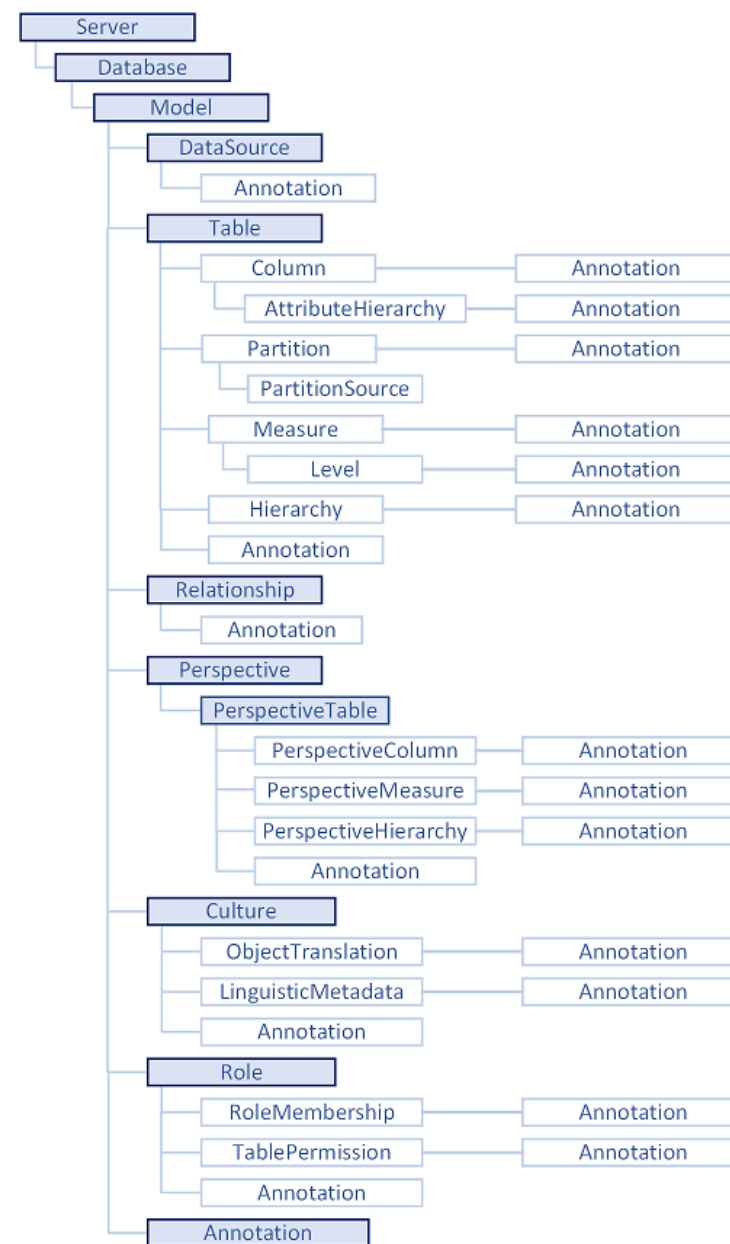 Server
Database
Model
DataSource
Annotation
Table
Column Annotation
AttributeHierarchy Annotation
Partition Annotation
PartitionSource
Measure Annotation
Level Annotation
Hierarchy Annotation
Annotation
Relationship
Annotation
Perspective
PerspectiveTable
PerspectiveColumn Annotation
PerspectiveMeasure Annotation
PerspectiveHierarchy Annotation
Annotation
Culture
ObjectTranslation Annotation
LinguisticMetadata Annotation
Annotation
Role
RoleMembership Annotation
TablePermission Annotation
Annotation
Annotation